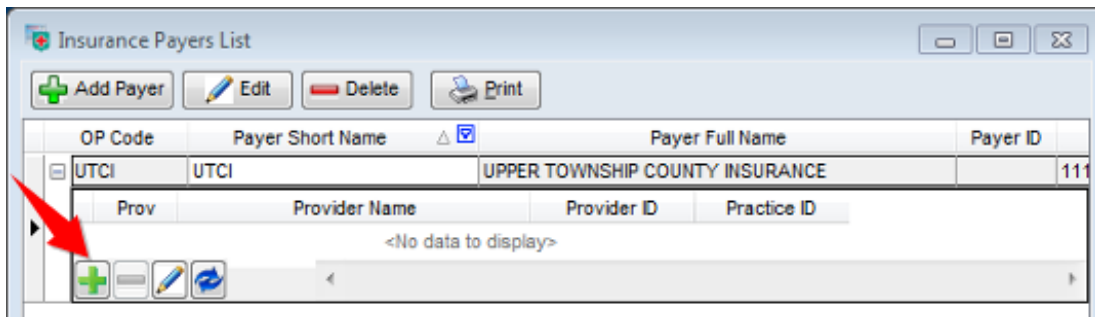 Insurance Payers List
Add Payer Edit Delete Print
OP Code Payer Short Name Payer Full Name Payer ID
UTCI UTCI UPPER TOWNSHIP COUNTY INSURANCE 111
Prov Provider Name Provider ID Practice ID
<No data to display>